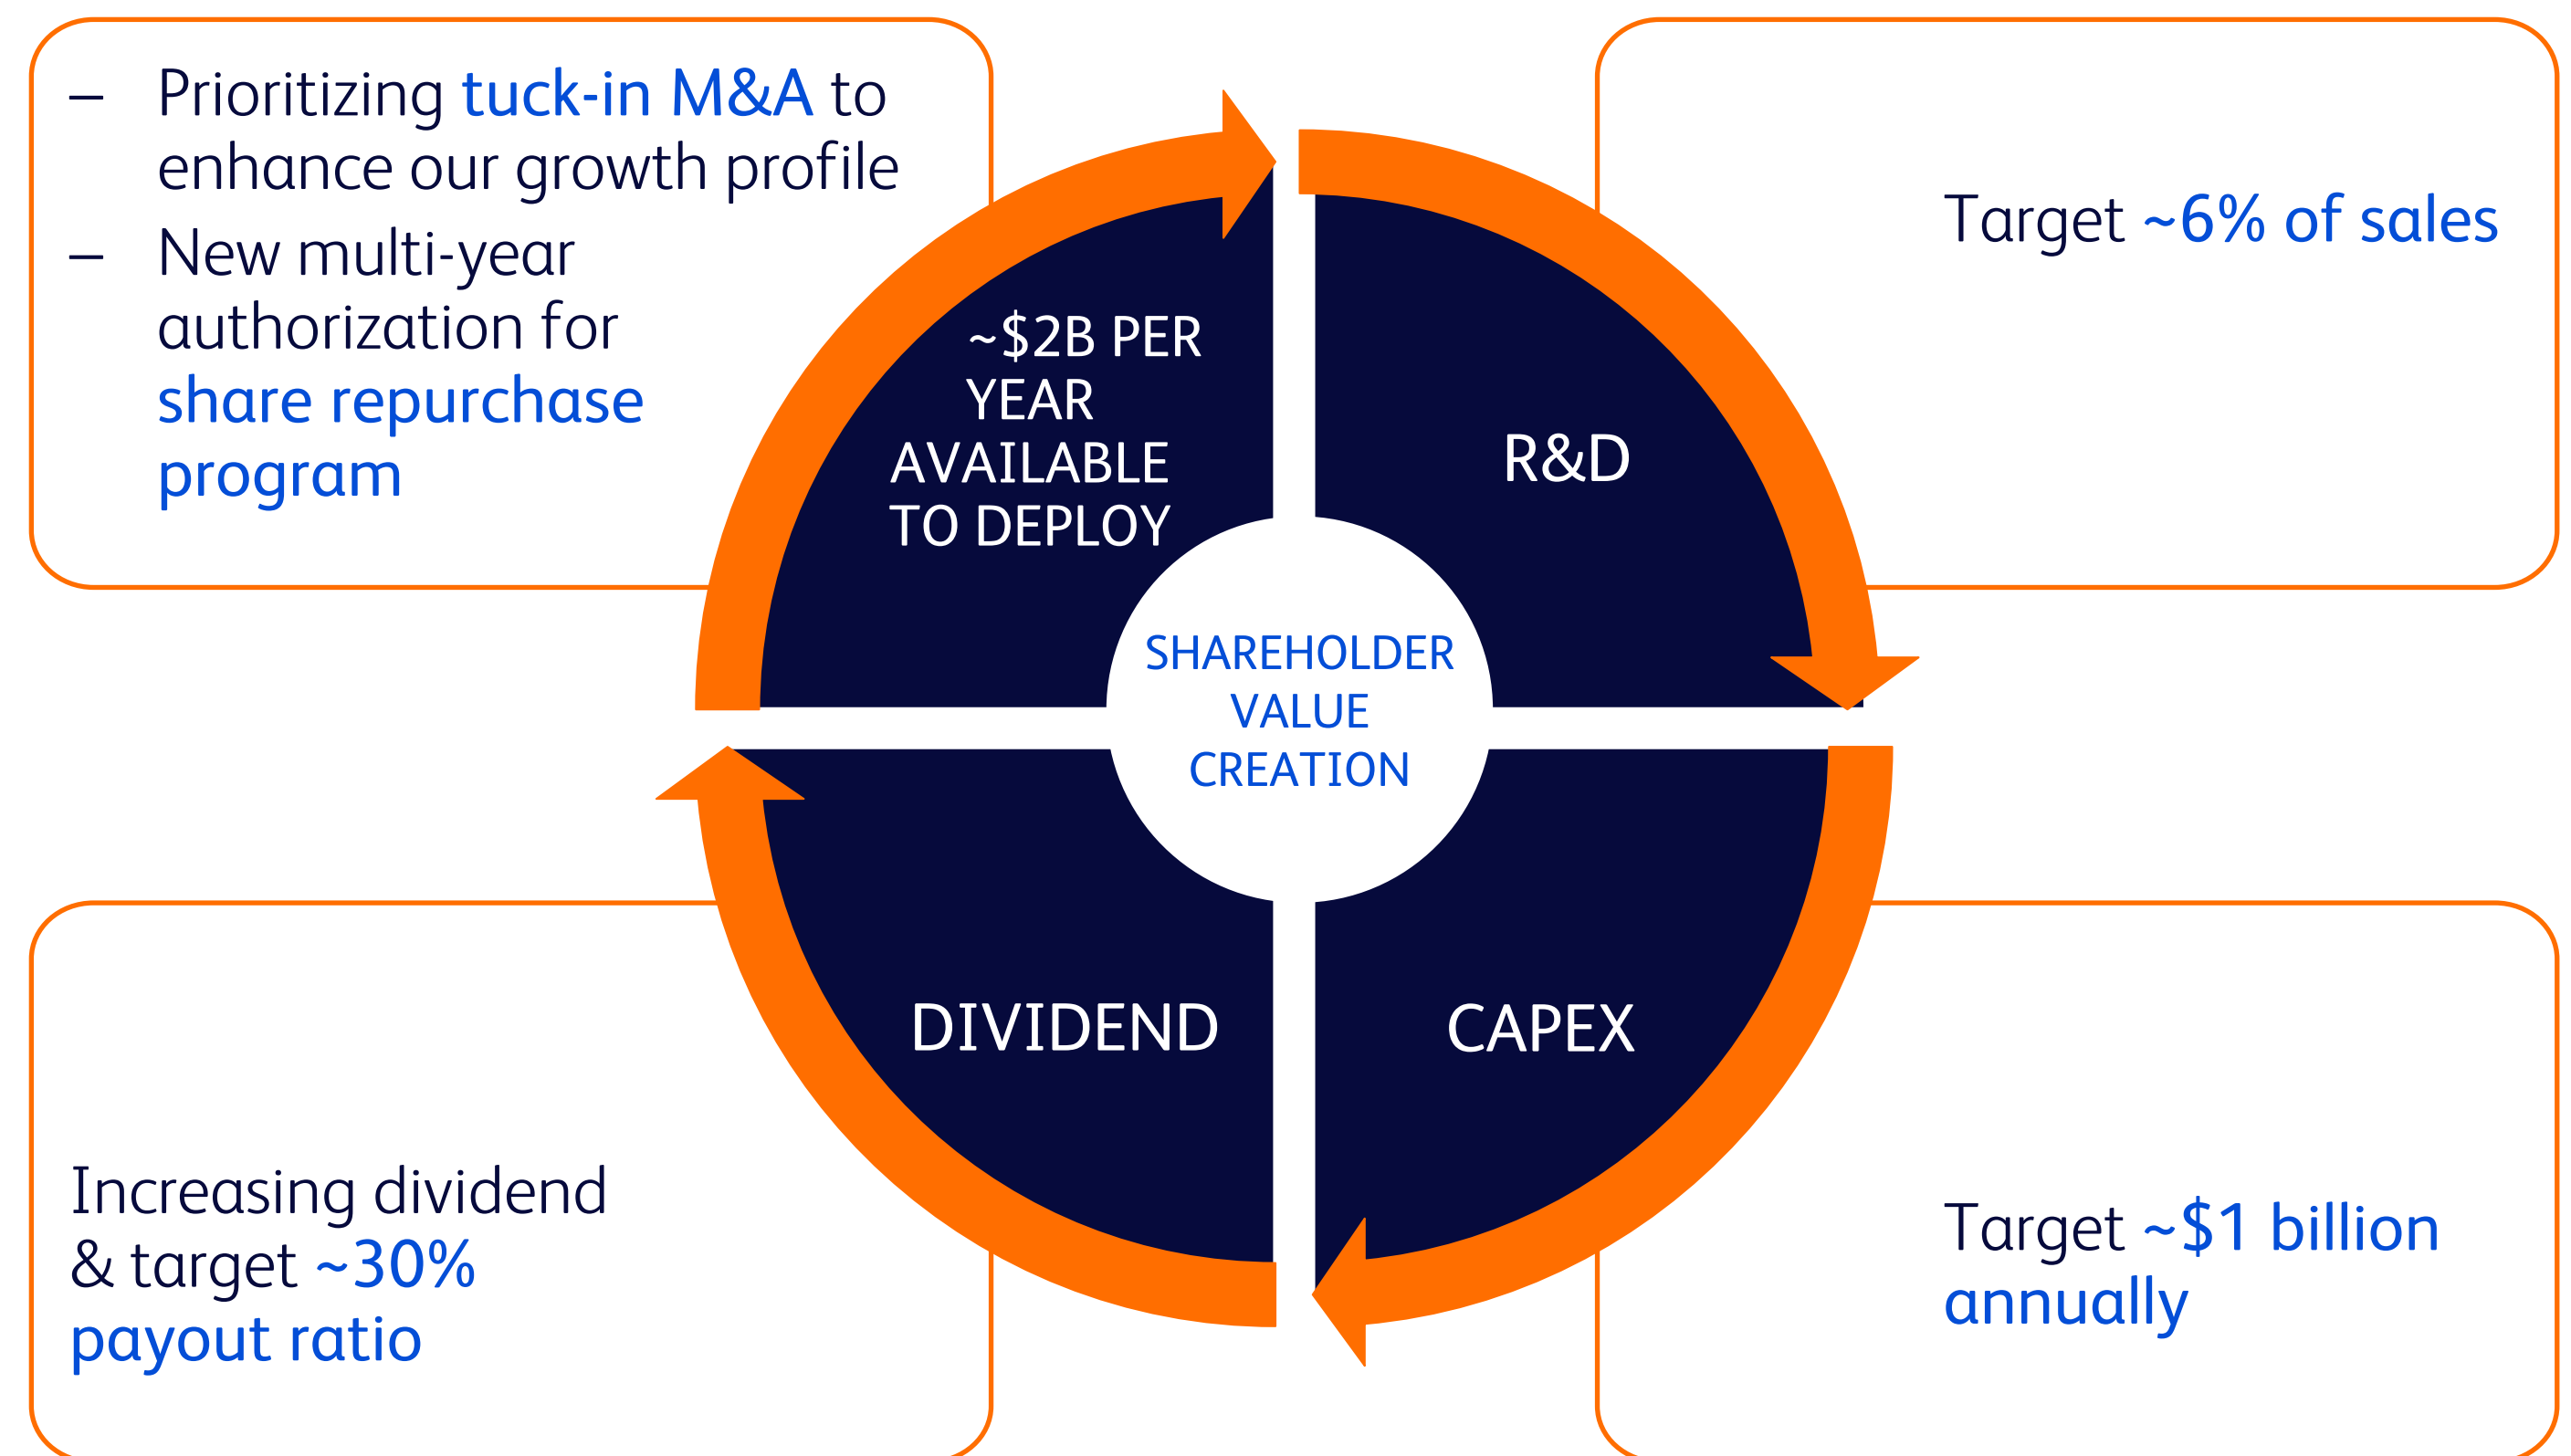 – Prioritizing tuck-in M&A to
enhance our growth profile
– New multi-year
authorization for
share repurchase
program
~$2B PER
YEAR
AVAILABLE
TO DEPLOY
Target ~6% of sales
R&D
SHAREHOLDER
VALUE
CREATION
DIVIDEND
CAPEX
Increasing dividend
& target ~30%
payout ratio
Target ~$1 billion
annually